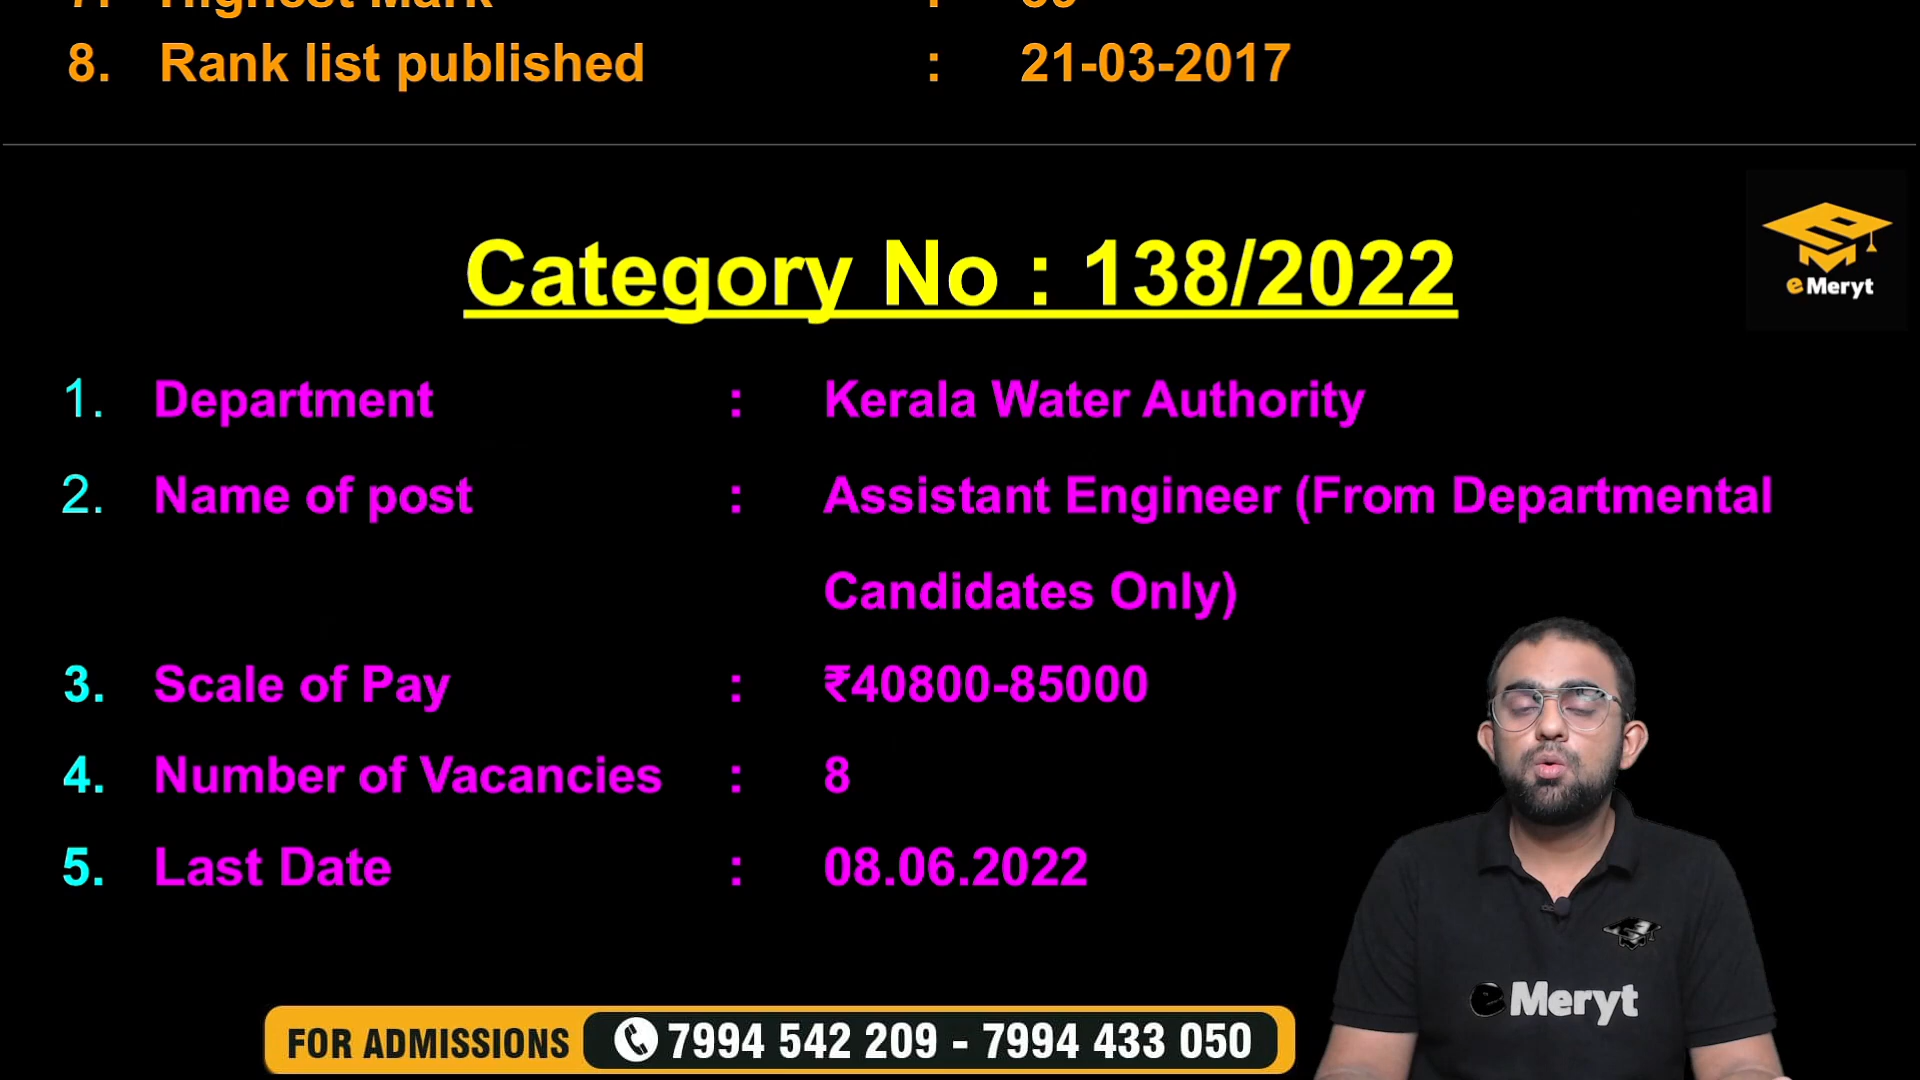 8. Rank list published : 21-03-2017
Category No : 138/2022
eMeryt
1. Department : Kerala Water Authority
2. Name of post : Assistant Engineer (From Departmental
Candidates Only)
3. Scale of Pay : ₹40800-85000
4. Number of Vacancies : 8
5. Last Date : 08.06.2022
eMeryt
FOR ADMISSIONS 7994 542 209 - 7994 433 050